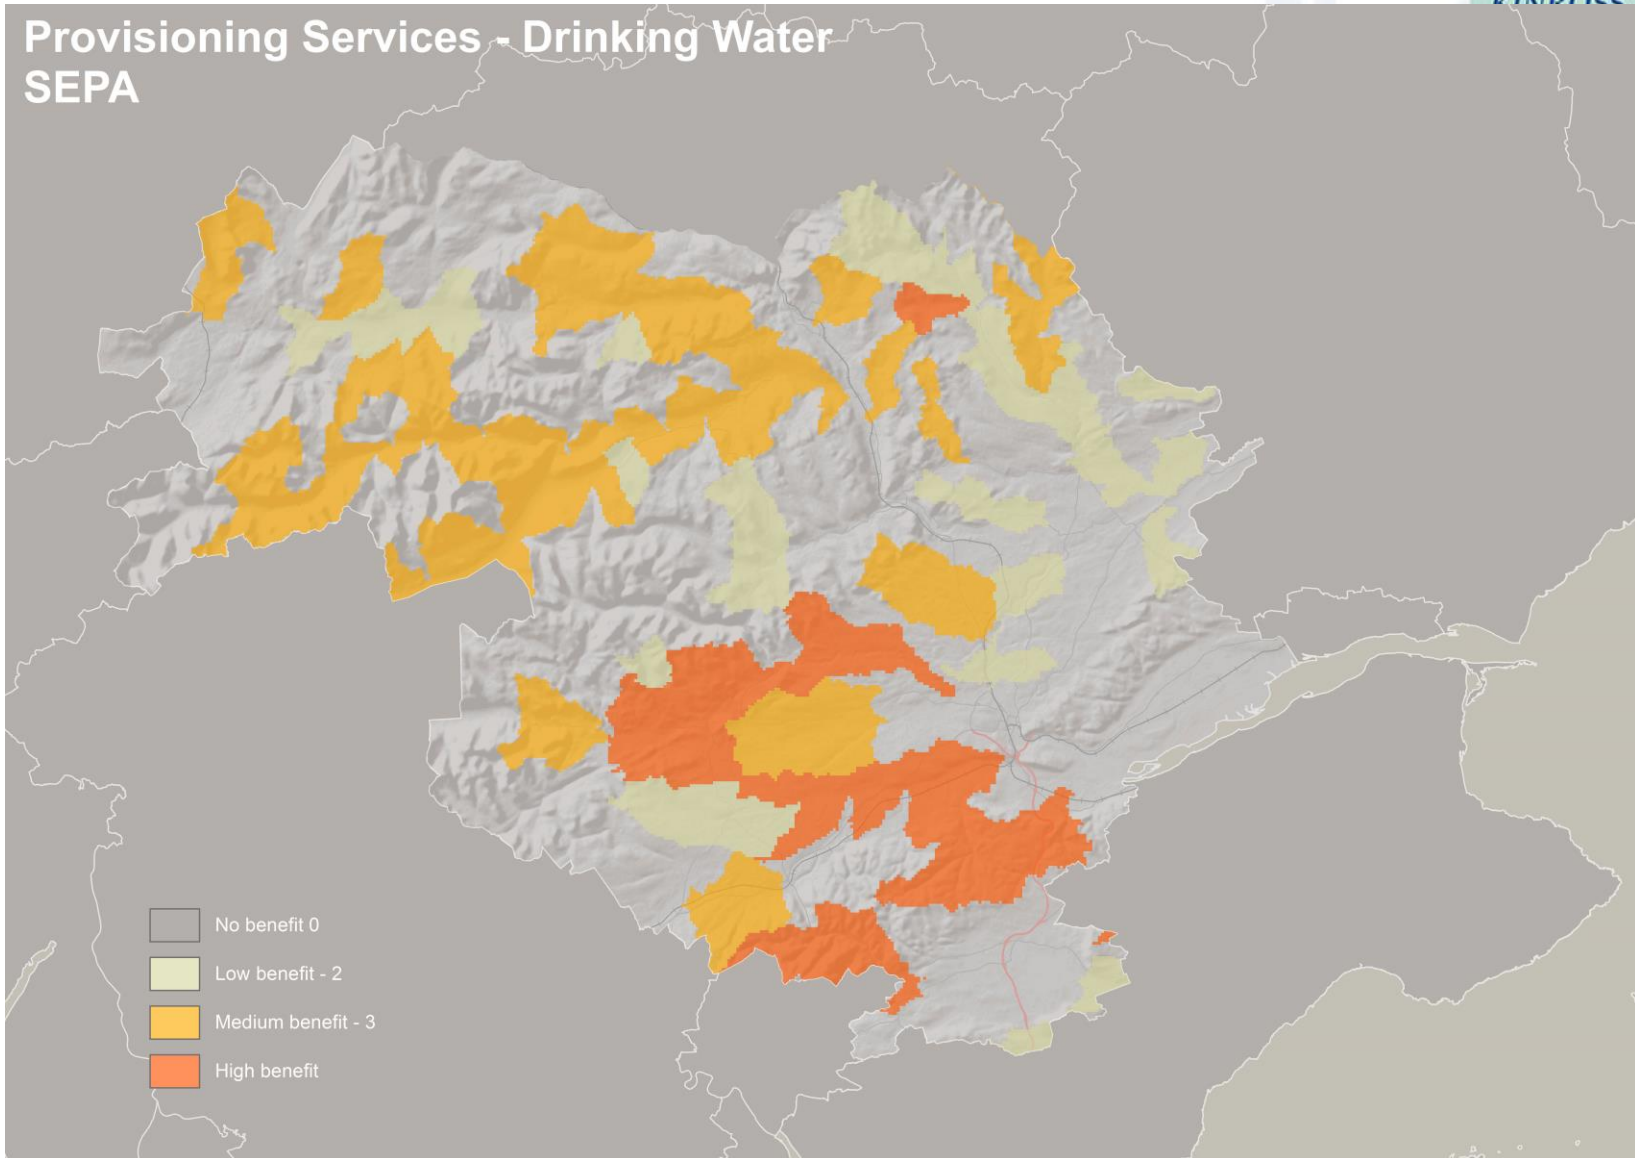 Provisioning Services - Drinking Water
SEPA
No benefit 0
Low benefit - 2
Medium benefit - 3
High benefit